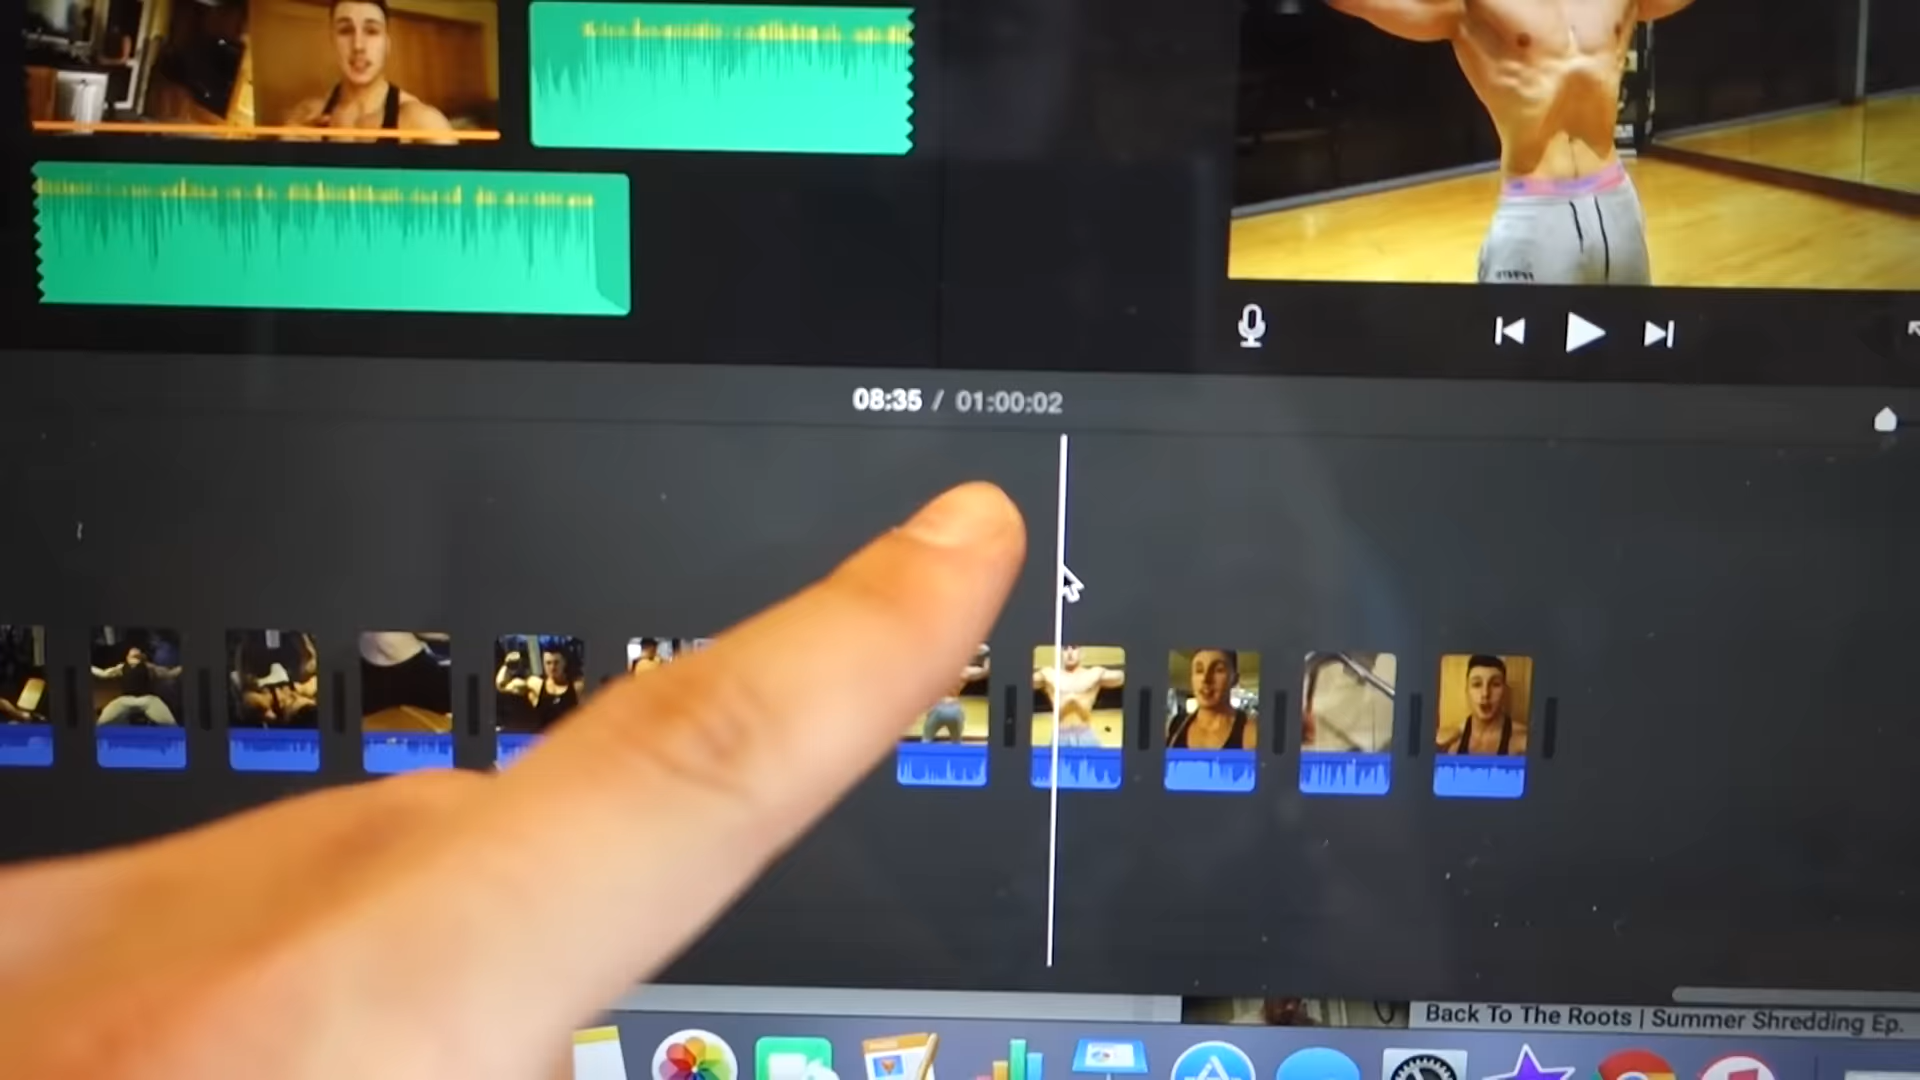 08:35 / 01:00:02
Back To The Roots | Summer Shredding Ep.